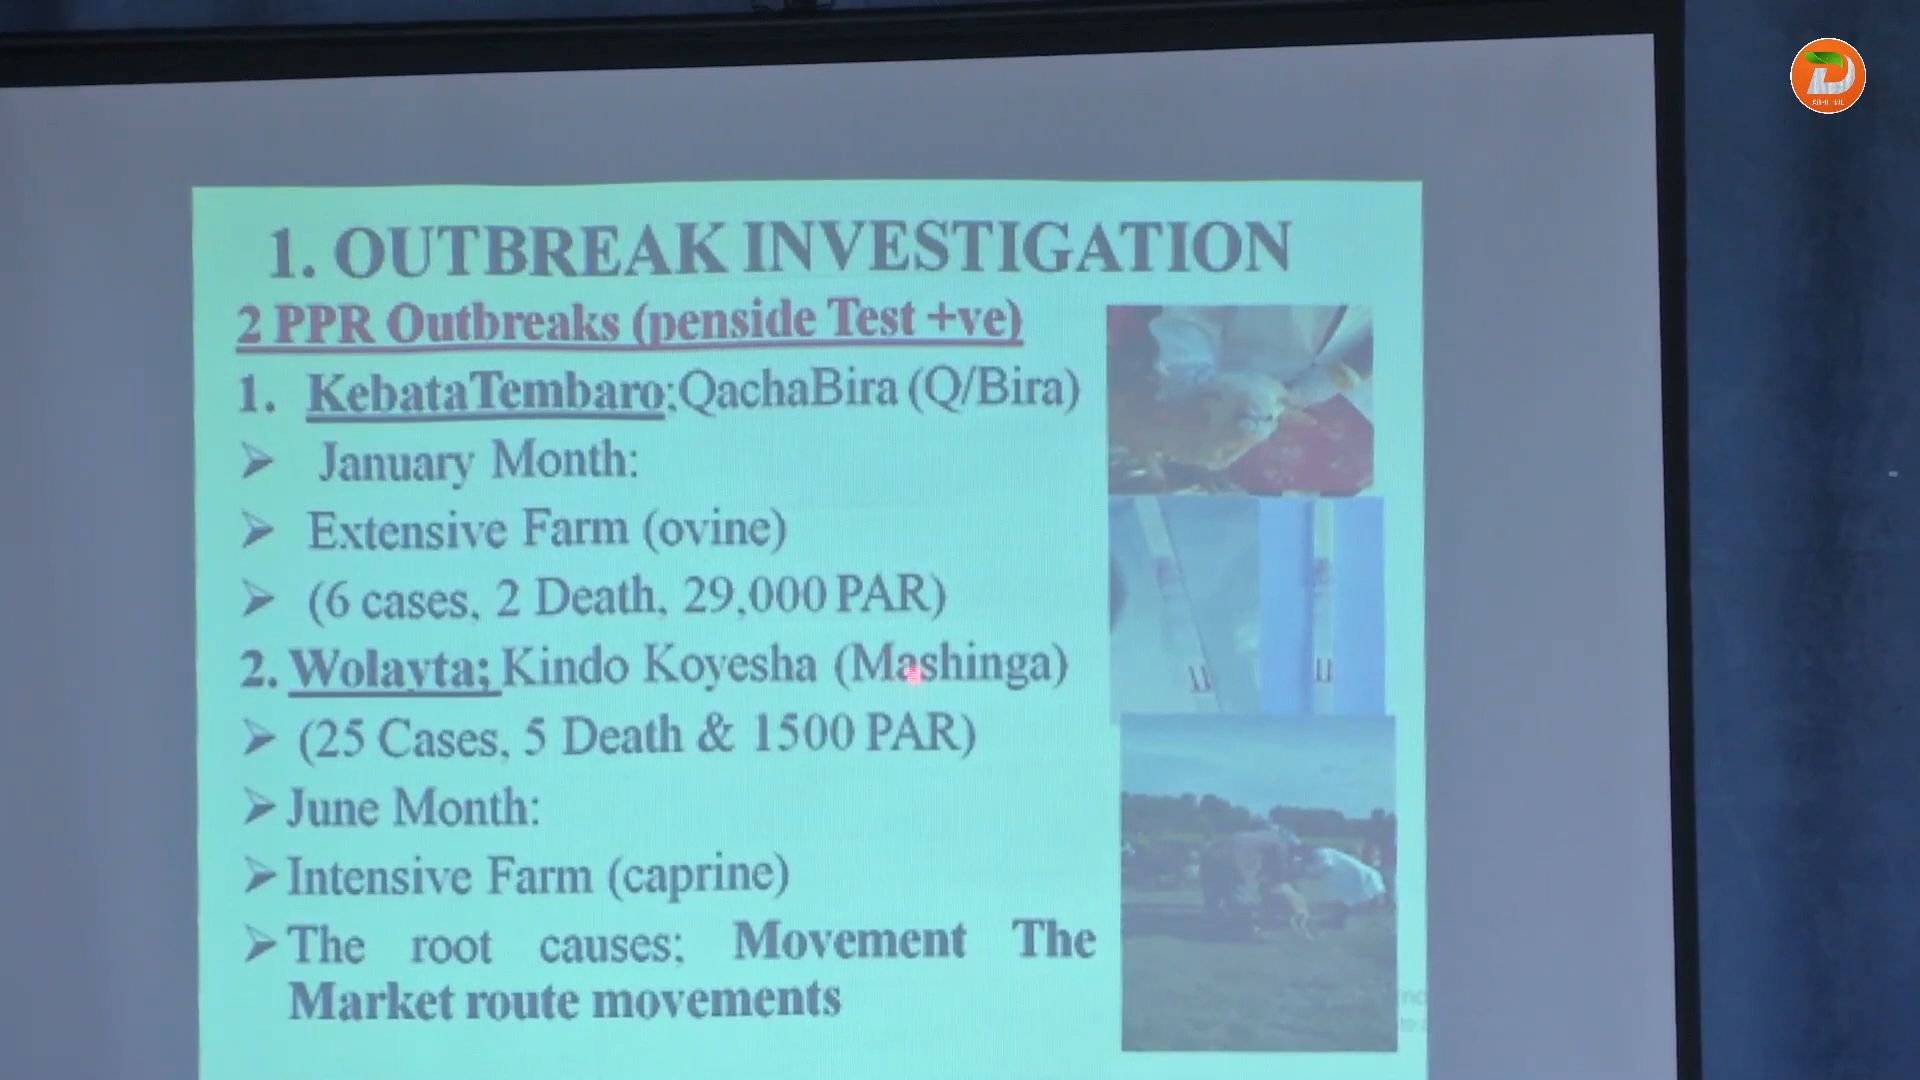 1. OUTBREAK INVESTIGATION
2 PPR Outbreaks (penside Test +ve)
1. KebataTembaro;QachaBira (Q/Bira)
➢ January Month:
➢ Extensive Farm (ovine)
➢ (6 cases, 2 Death, 29,000 PAR)
2. Wolayta; Kindo Koyesha (Mashinga)
➢ (25 Cases, 5 Death & 1500 PAR)
➢ June Month:
➢ Intensive Farm (caprine)
➢ The root causes; Movement The
Market route movements